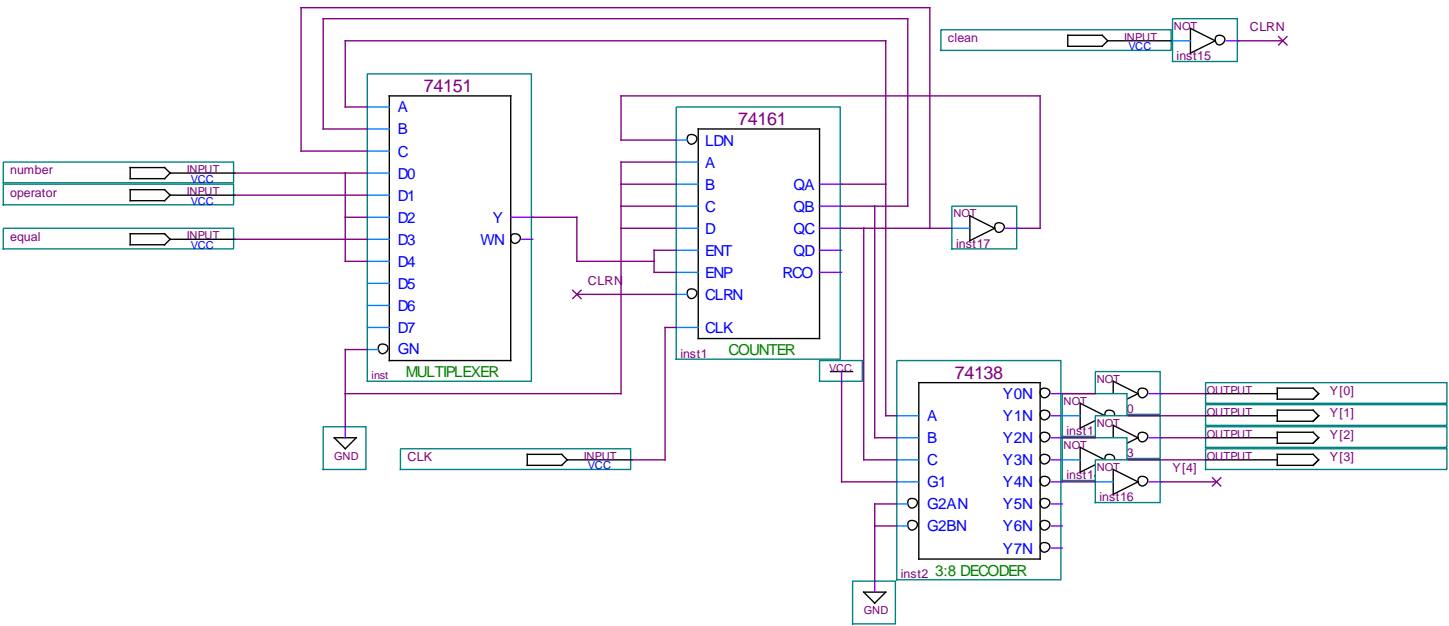 clean
INPUT
VCC
NOT
inst15
CLRN
74151
A
B
C
D0
D1
D2
D3
D4
D5
D6
D7
GN
Y
WN
inst
MULTIPLEXER
number
INPUT
VCC
operator
INPUT
VCC
equal
INPUT
VCC
GND
74161
LDN
A
B
C
D
ENT
ENP
CLRN
CLK
QA
QB
QC
QD
RCO
inst1
COUNTER
CLRN
NOT
inst17
CLK
INPUT
VCC
VCC
74138
A
B
C
G1
G2AN
G2BN
Y0N
Y1N
Y2N
Y3N
Y4N
Y5N
Y6N
Y7N
inst2
3:8 DECODER
GND
NOT
0
NOT
inst1
NOT
3
NOT
inst1
NOT
inst16
OUTPUT
Y[0]
OUTPUT
Y[1]
OUTPUT
Y[2]
OUTPUT
Y[3]
Y[4]